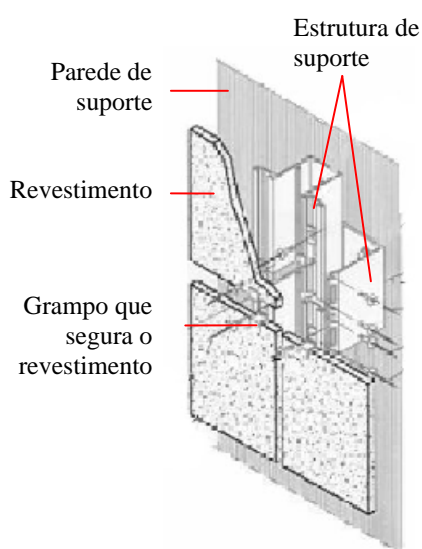 Estrutura de
suporte
Parede de
suporte
Revestimento
Grampo que
segura o
revestimento